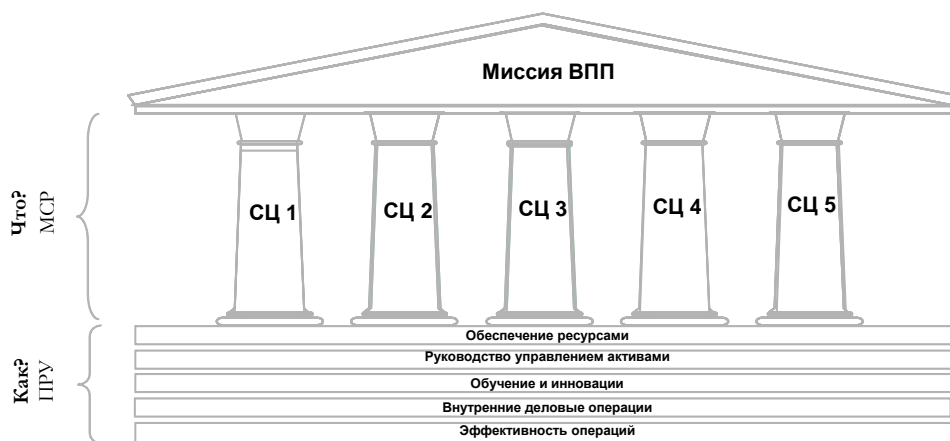 Миссия ВПП
Что?
МСР
СЦ 1
СЦ 2
СЦ 3
СЦ 4
СЦ 5
Как?
ПРУ
Обеспечение ресурсами
Руководство управлением активами
Обучение и инновации
Внутренние деловые операции
Эффективность операций